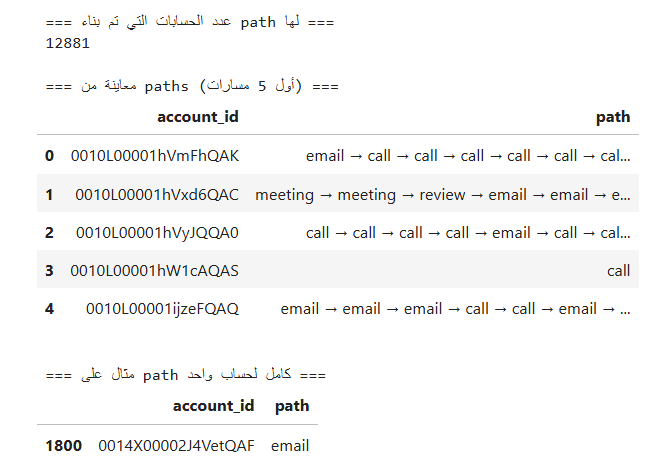 === عدد الحسابات التي تم بناء path لها ===
12881
=== معاينة من paths (أول 5 مسارات) ===
account_id path
0 0010L00001hVmFhQAK email → call → call → call → call → call → cal...
1 0010L00001hVxd6QAC meeting → meeting → review → email → email → e...
2 0010L00001hVyJQQA0 call → call → call → call → email → call → cal...
3 0010L00001hW1cAQAS call
4 0010L00001ijzeFQAQ email → email → email → call → call → email → ...
=== مثال على path كامل لحساب واحد ===
account_id path
1800 0014X00002J4VetQAF email